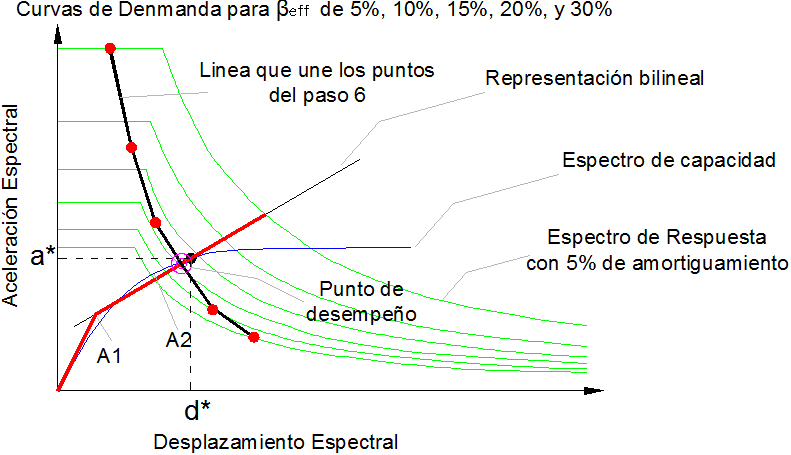 Curvas de Denmanda para βeff de 5%, 10%, 15%, 20%, y 30%
Linea que une los puntos
del paso 6
Representación bilineal
Espectro de capacidad
Espectro de Respuesta
con 5% de amortiguamiento
Aceleración Espectral
a*
Punto de
desempeño
A1
A2
d*
Desplazamiento Espectral